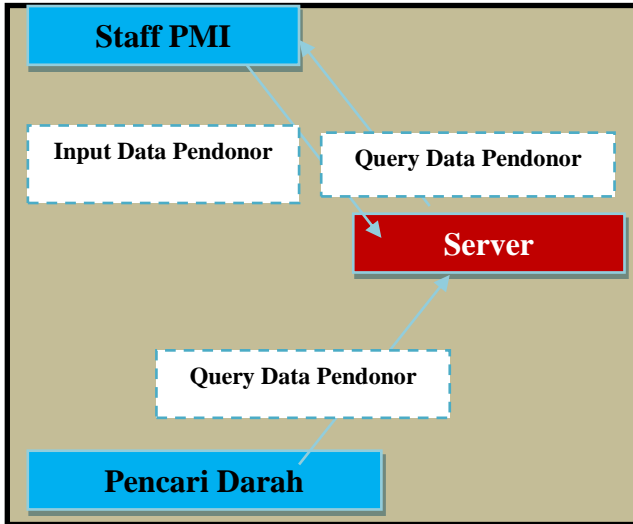 Staff PMI
Input Data Pendonor
Query Data Pendonor
Server
Query Data Pendonor
Pencari Darah